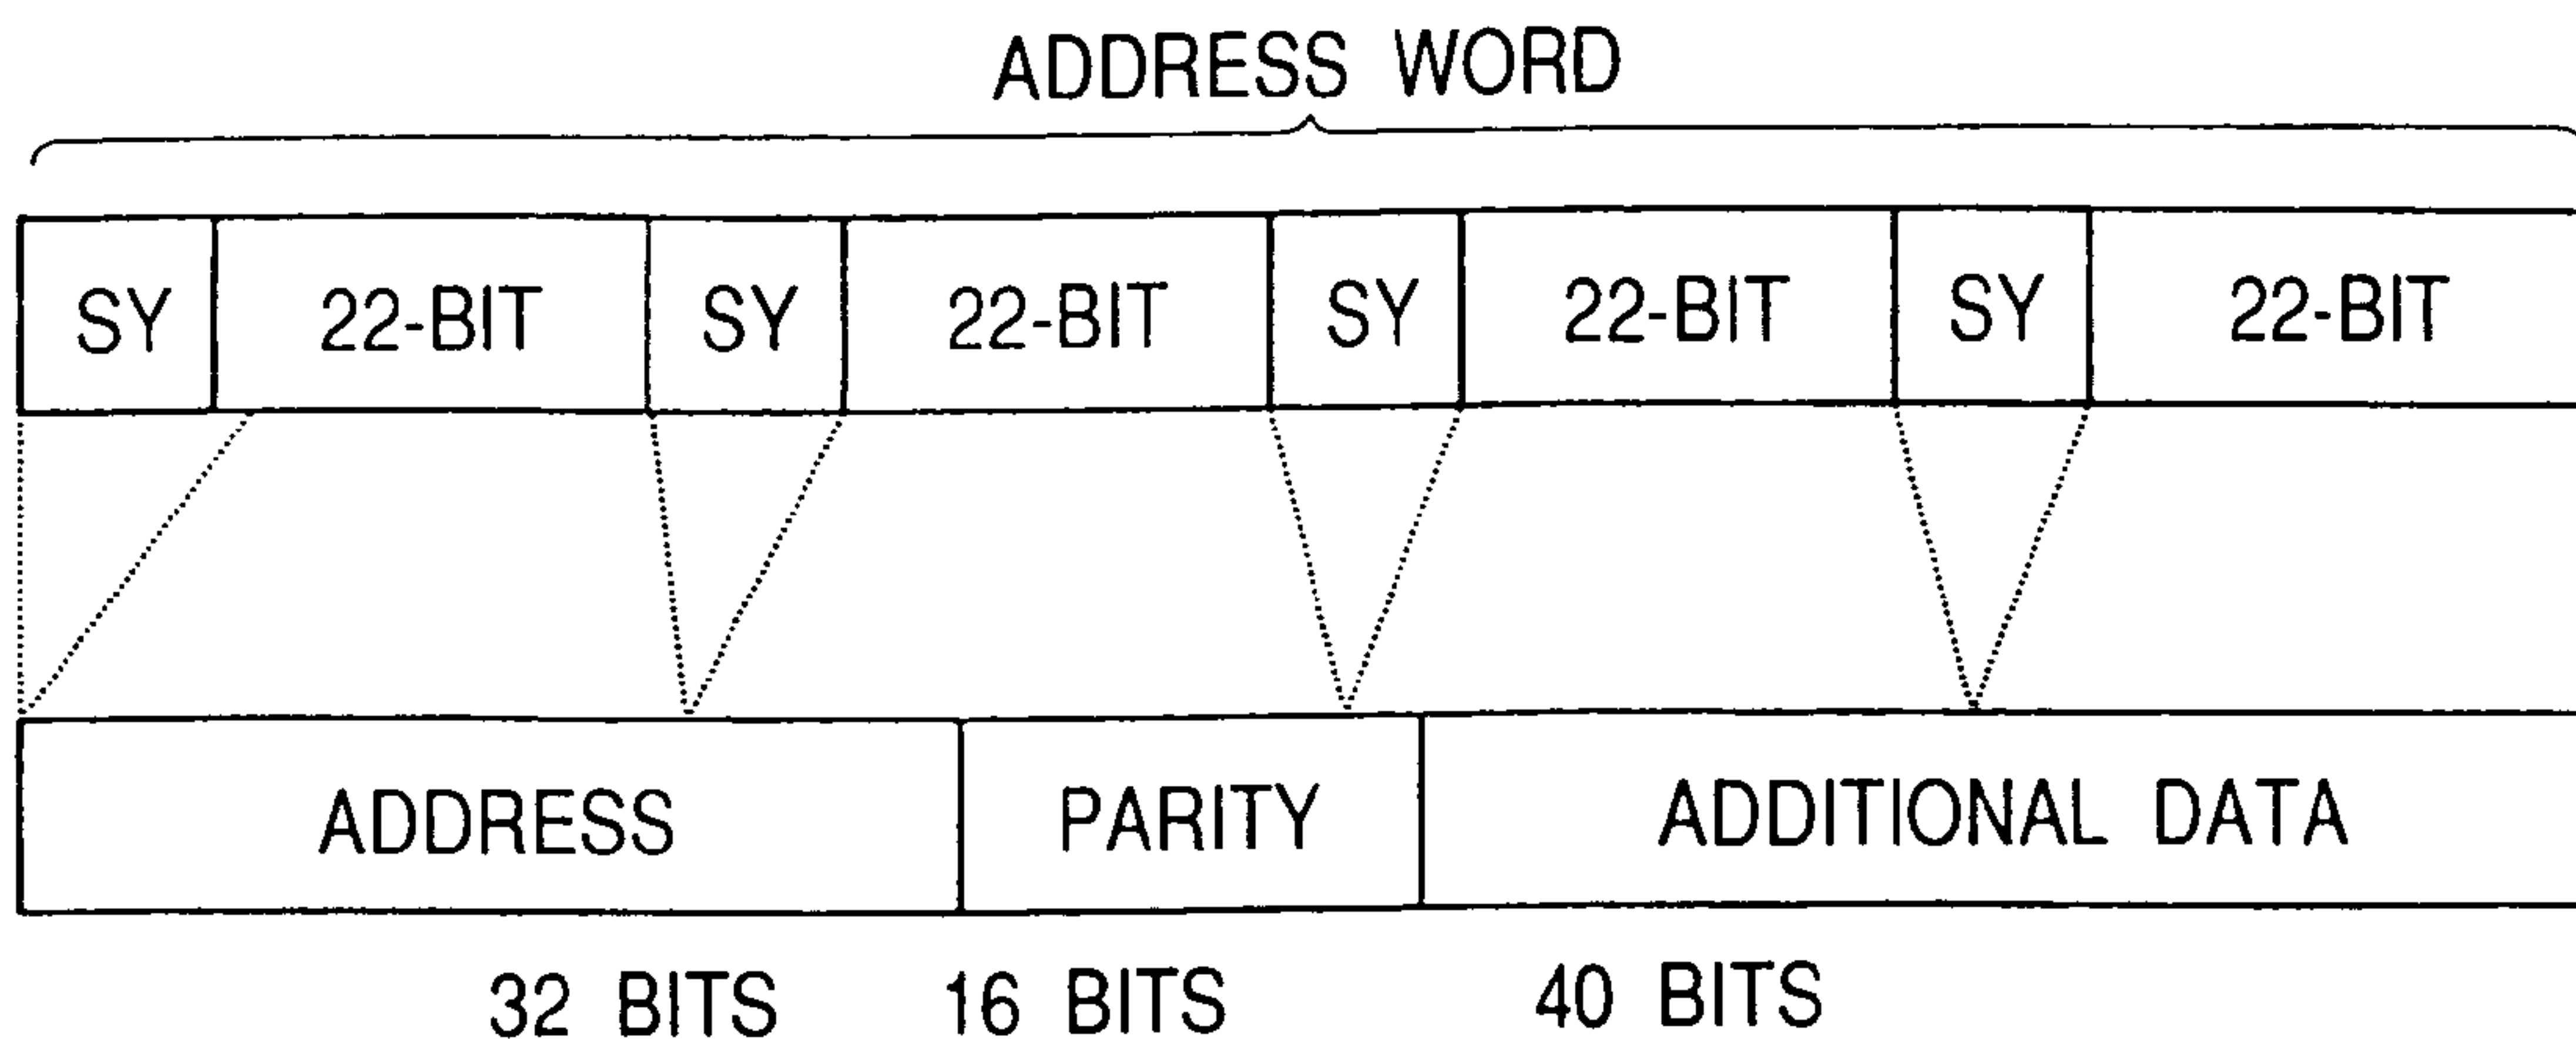 ADDRESS WORD
SY 22-BIT SY 22-BIT SY 22-BIT SY 22-BIT
ADDRESS PARITY ADDITIONAL DATA
32 BITS 16 BITS 40 BITS